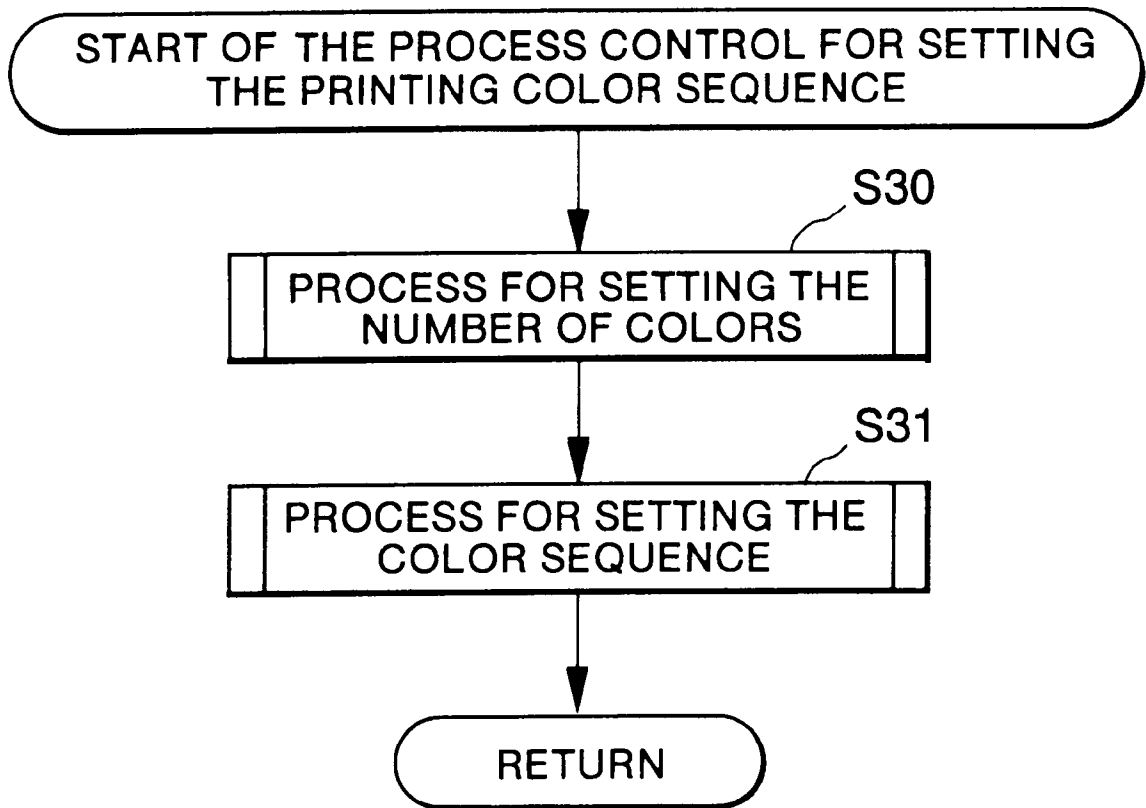 START OF THE PROCESS CONTROL FOR SETTING
THE PRINTING COLOR SEQUENCE
S30
PROCESS FOR SETTING THE
NUMBER OF COLORS
S31
PROCESS FOR SETTING THE
COLOR SEQUENCE
RETURN